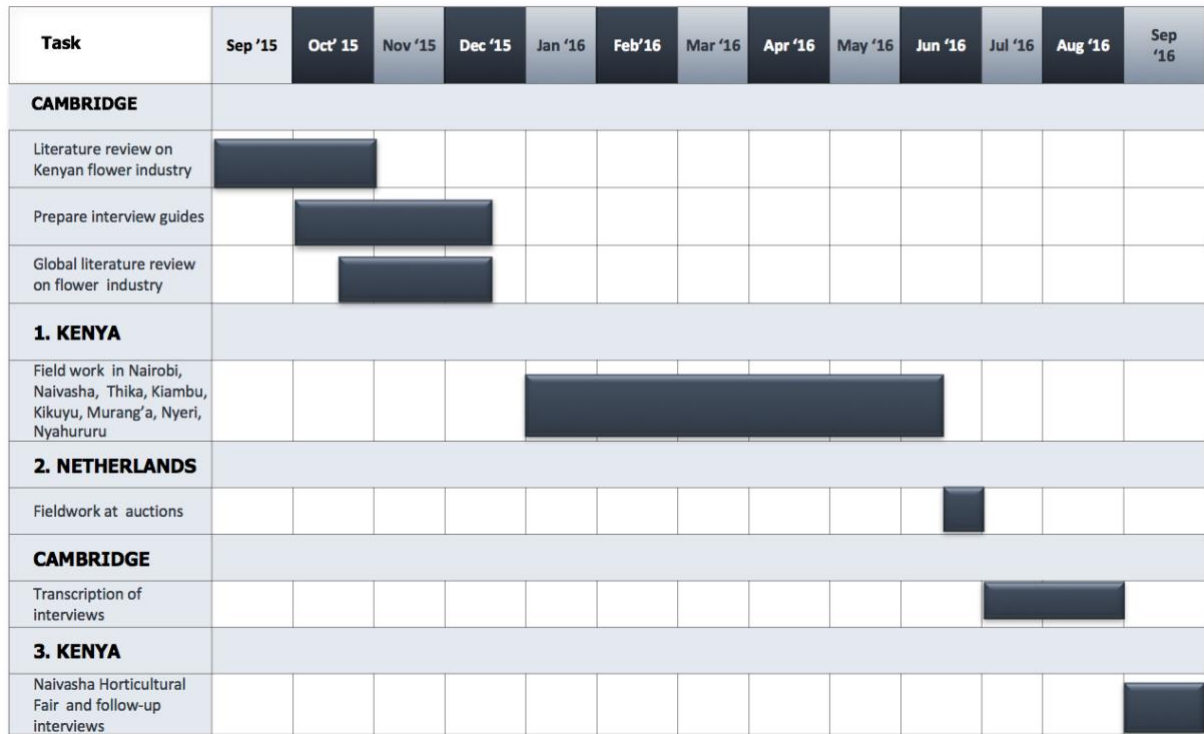 Task
Sep '15
Oct' 15
Nov '15
Dec '15
Jan '16
Feb'16
Mar '16
Apr '16
May '16
Jun '16
Jul '16
Aug '16
Sep
'16
CAMBRIDGE
Literature review on
Kenyan flower industry
Prepare interview guides
Global literature review
on flower industry
1. KENYA
Field work in Nairobi,
Naivasha, Thika, Kiambu,
Kikuyu, Murang'a, Nyeri,
Nyahururu
2. NETHERLANDS
Fieldwork at auctions
CAMBRIDGE
Transcription of
interviews
3. KENYA
Naivasha Horticultural
Fair and follow-up
interviews